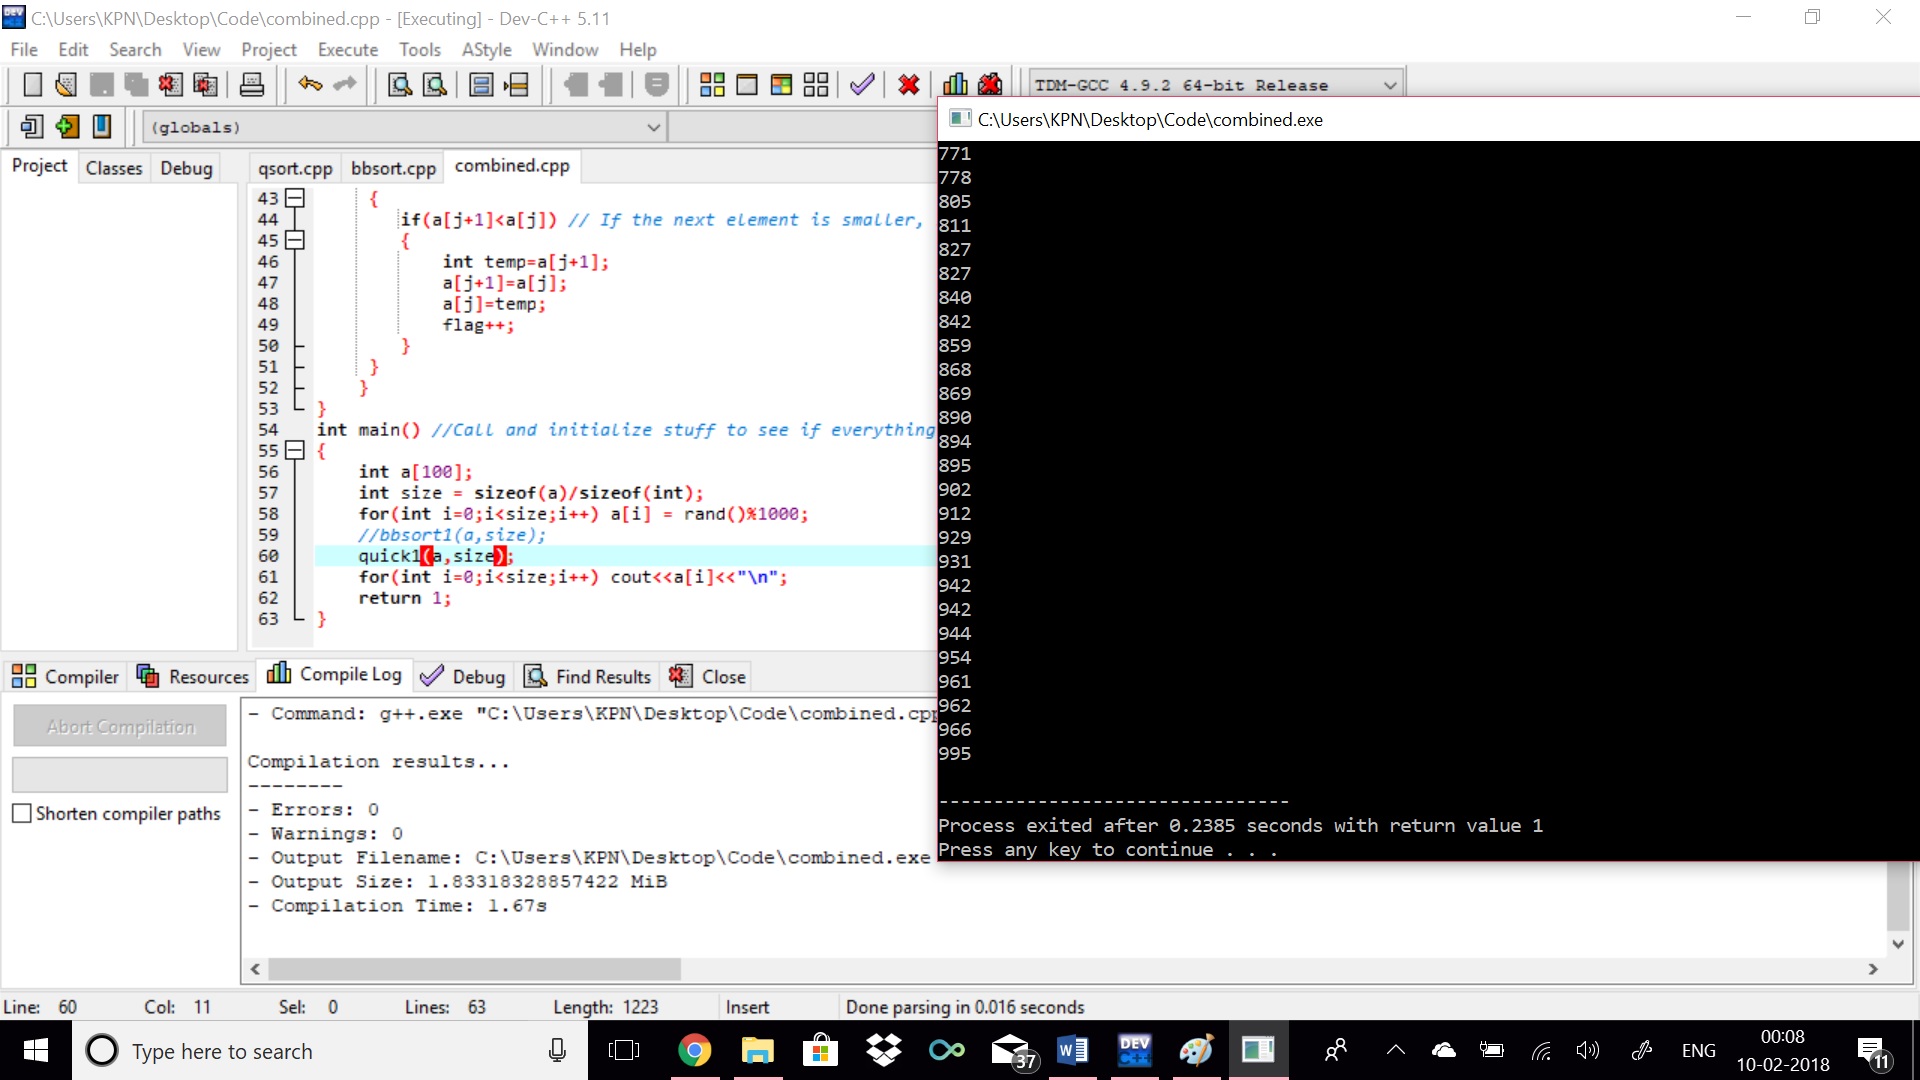 C:\Users\KPN\Desktop\Code\combined.cpp - [Executing] - Dev-C++ 5.11
File Edit Search View Project Execute Tools AStyle Window Help
TDM-GCC 4.9.2 64-bit Release
(globals)
Project Classes Debug
qsort.cpp bbsort.cpp combined.cpp
43 {
44 if(a[j+1]<a[j]) // If the next element is smaller,
45 {
46 int temp=a[j+1];
47 a[j+1]=a[j];
48 a[j]=temp;
49 flag++;
50 }
51 }
52 }
53 }
54 int main() //Call and initialize stuff to see if everything
55 {
56 int a[100];
57 int size = sizeof(a)/sizeof(int);
58 for(int i=0;i<size;i++) a[i] = rand()%1000;
59 //bbsort1(a,size);
60 quick1(a,size);
61 for(int i=0;i<size;i++) cout<<a[i]<<"\n";
62 return 1;
63 }
C:\Users\KPN\Desktop\Code\combined.exe
771
778
805
811
827
827
840
842
859
868
869
890
894
895
902
912
929
931
942
942
944
954
961
962
966
995
--------------------------------
Process exited after 0.2385 seconds with return value 1
Press any key to continue . . .
Compiler Resources Compile Log Debug Find Results Close
Abort Compilation
Shorten compiler paths
- Command: g++.exe "C:\Users\KPN\Desktop\Code\combined.cpp
Compilation results...
--------
- Errors: 0
- Warnings: 0
- Output Filename: C:\Users\KPN\Desktop\Code\combined.exe
- Output Size: 1.83318328857422 MiB
- Compilation Time: 1.67s
Line: 60 Col: 11 Sel: 0 Lines: 63 Length: 1223 Insert Done parsing in 0.016 seconds
Type here to search
37
W
DEV
C++
ENG
00:08
10-02-2018
11